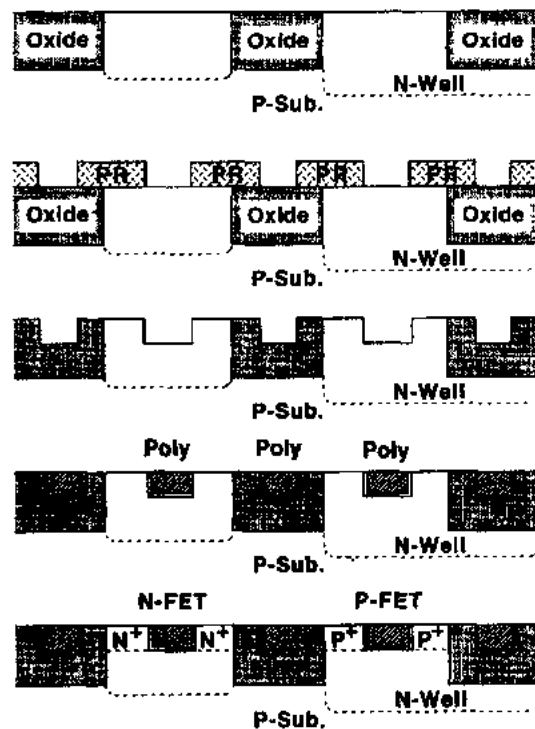 Oxide Oxide Oxide
N-Well
P-Sub.
PR PR PR PR
Oxide Oxide Oxide
N-Well
P-Sub.
N-Well
P-Sub.
Poly Poly Poly
N-Well
P-Sub.
N-FET P-FET
N+ N+ P+ P+
N-Well
P-Sub.